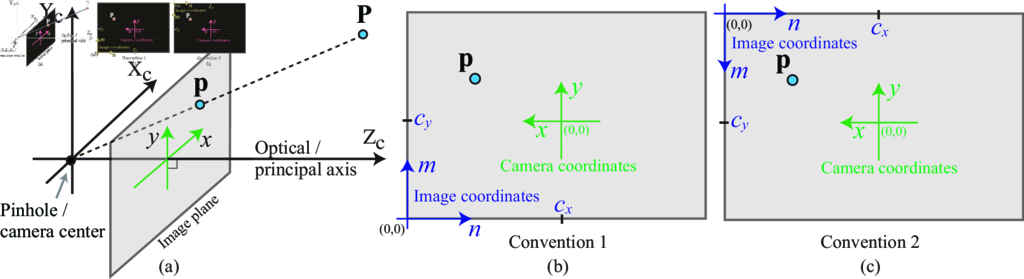 Y_c
P
X_c
p
y
x
Z_c
Optical /
principal axis
Pinhole /
camera center
Image plane
(a)
p
c_y
y
x
(0,0)
Camera coordinates
m
Image coordinates
(0,0)
n
c_x
Convention 1
(b)
(0,0)
n
c_x
Image coordinates
m
p
c_y
y
x
(0,0)
Camera coordinates
Convention 2
(c)